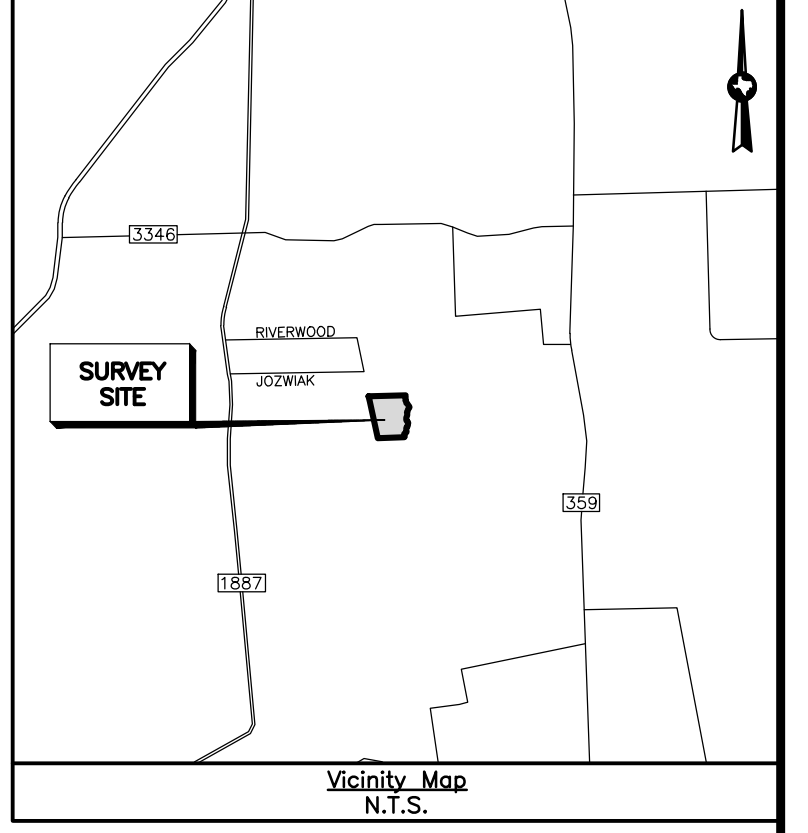 3346
RIVERWOOD
JOZWIAK
SURVEY
SITE
359
1887
Vicinity Map
N.T.S.